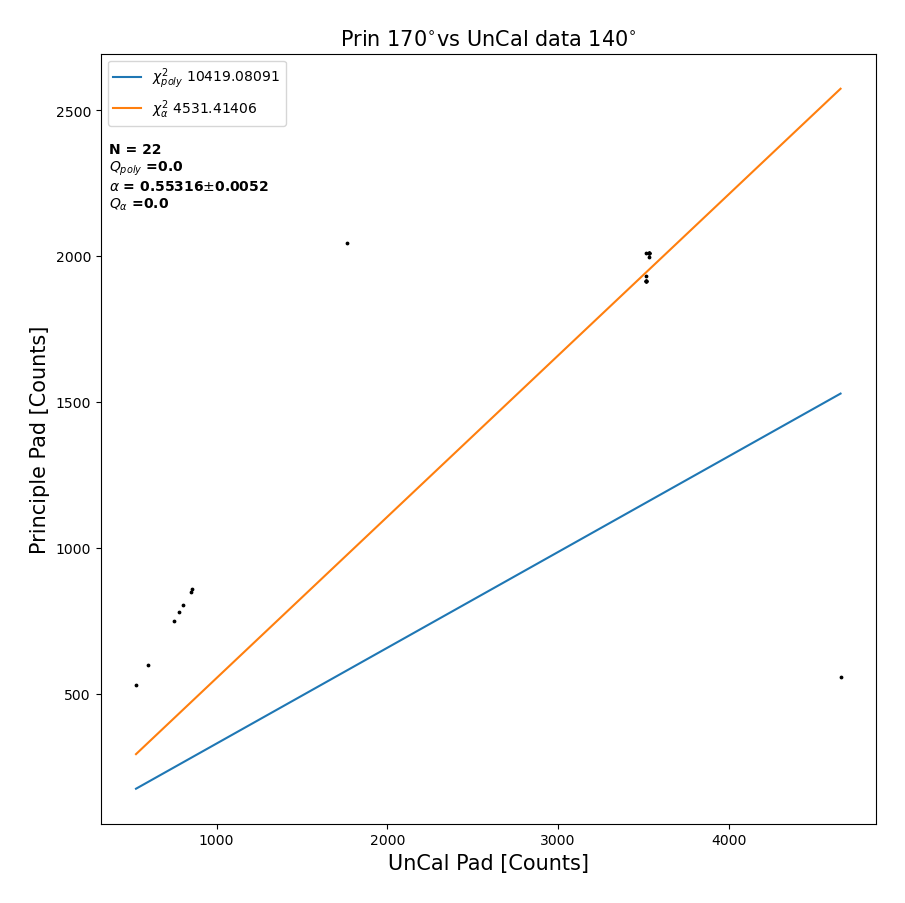 Prin 170°vs UnCal data 140°
χ²poly 10419.08091
χ²α 4531.41406
N = 22
Qpoly =0.0
α = 0.55316±0.0052
Qα =0.0
2500
2000
1500
1000
500
Principle Pad [Counts]
1000 2000 3000 4000
UnCal Pad [Counts]